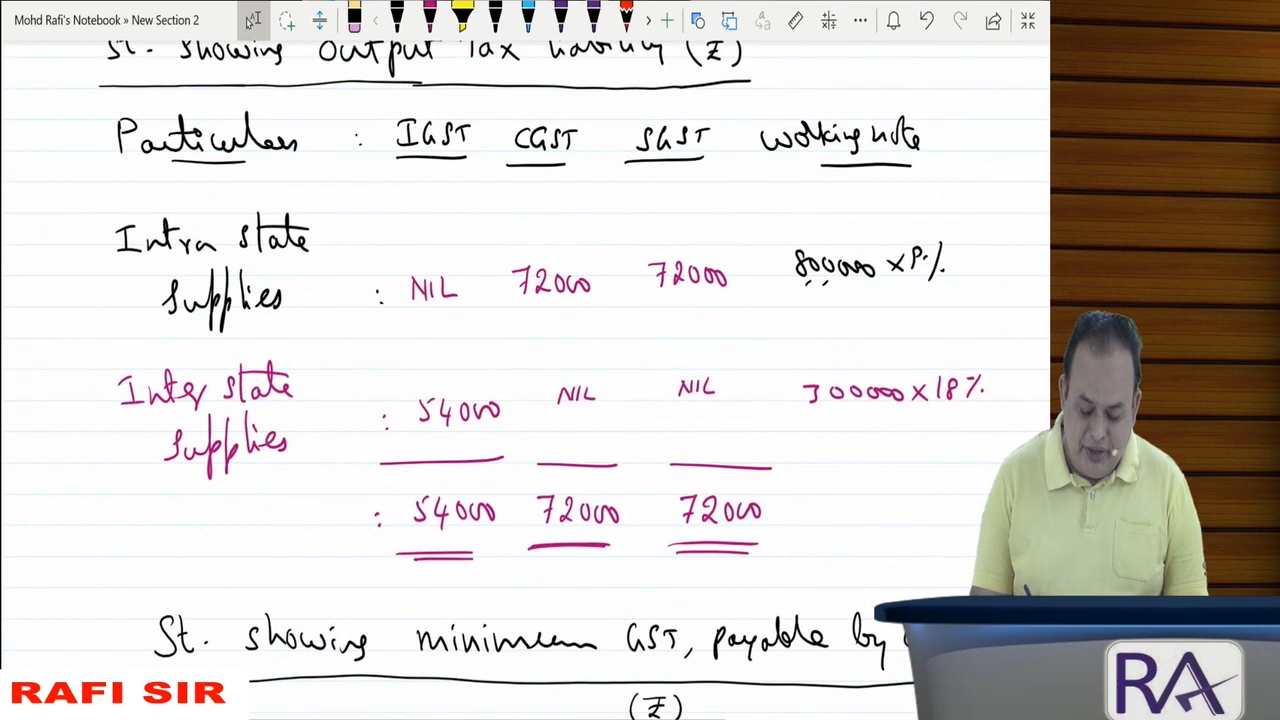 Mohd Rafi's Notebook » New Section 2
St. showing output Tax liability (₹)
Particulars : IGST CGST SGST working note
Intra state
supplies : NIL 72000 72000 800000 x 9%
Inter state
supplies : 54000 NIL NIL 300000 x 18%
: 54000 72000 72000
St. showing minimum GST, payable by
(₹)
RAFI SIR
RA